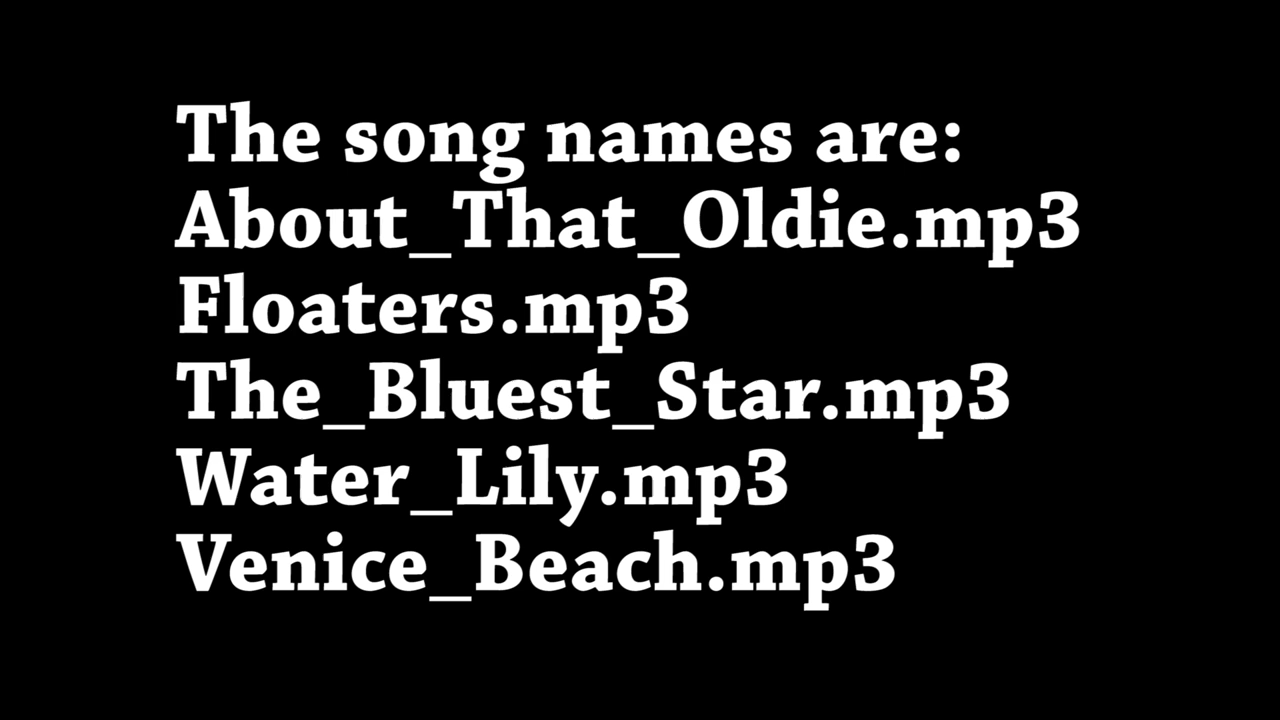 The song names are:
About_That_Oldie.mp3
Floaters.mp3
The_Bluest_Star.mp3
Water_Lily.mp3
Venice_Beach.mp3